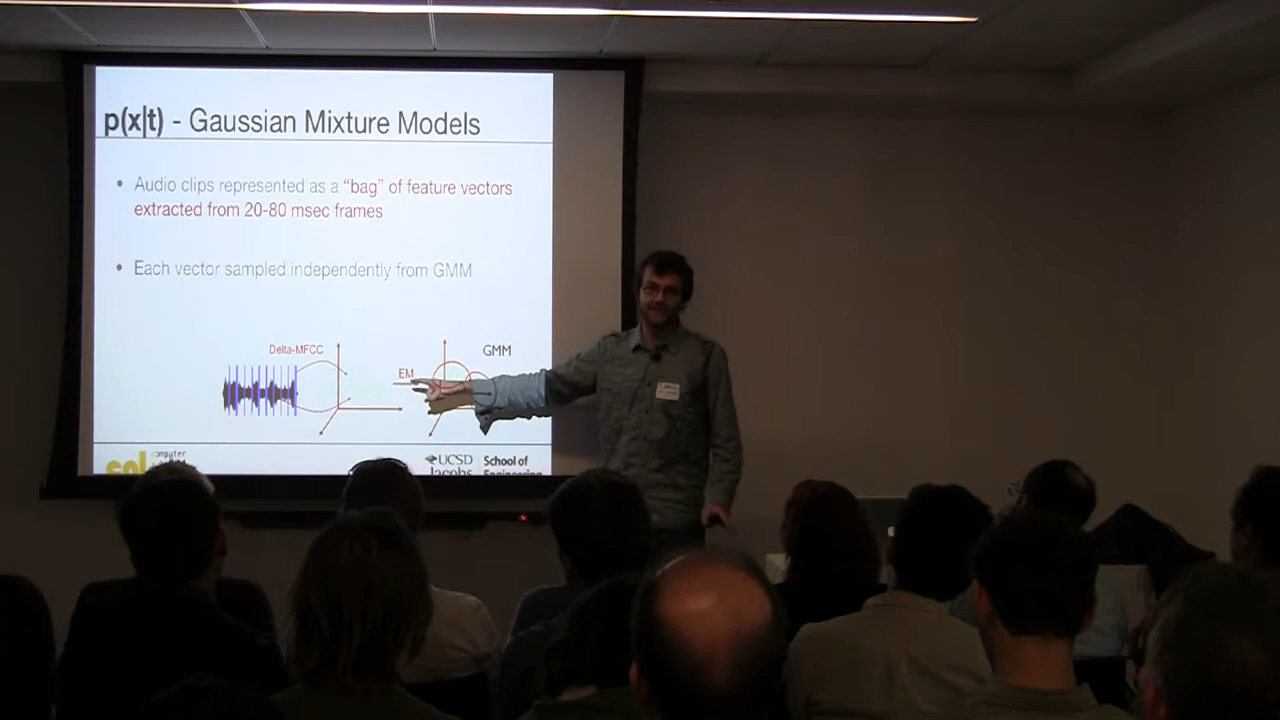 p(x|t) - Gaussian Mixture Models
• Audio clips represented as a “bag” of feature vectors
extracted from 20-80 msec frames
• Each vector sampled independently from GMM
Delta-MFCC
EM
GMM
UCSD
Jacobs
School of
Engineering